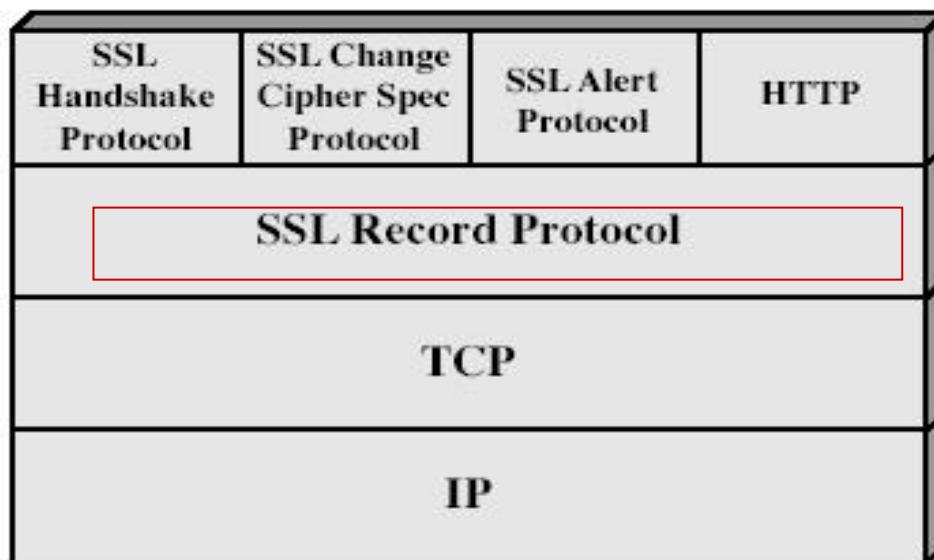 SSL
Handshake
Protocol
SSL Change
Cipher Spec
Protocol
SSL Alert
Protocol
HTTP
SSL Record Protocol
TCP
IP